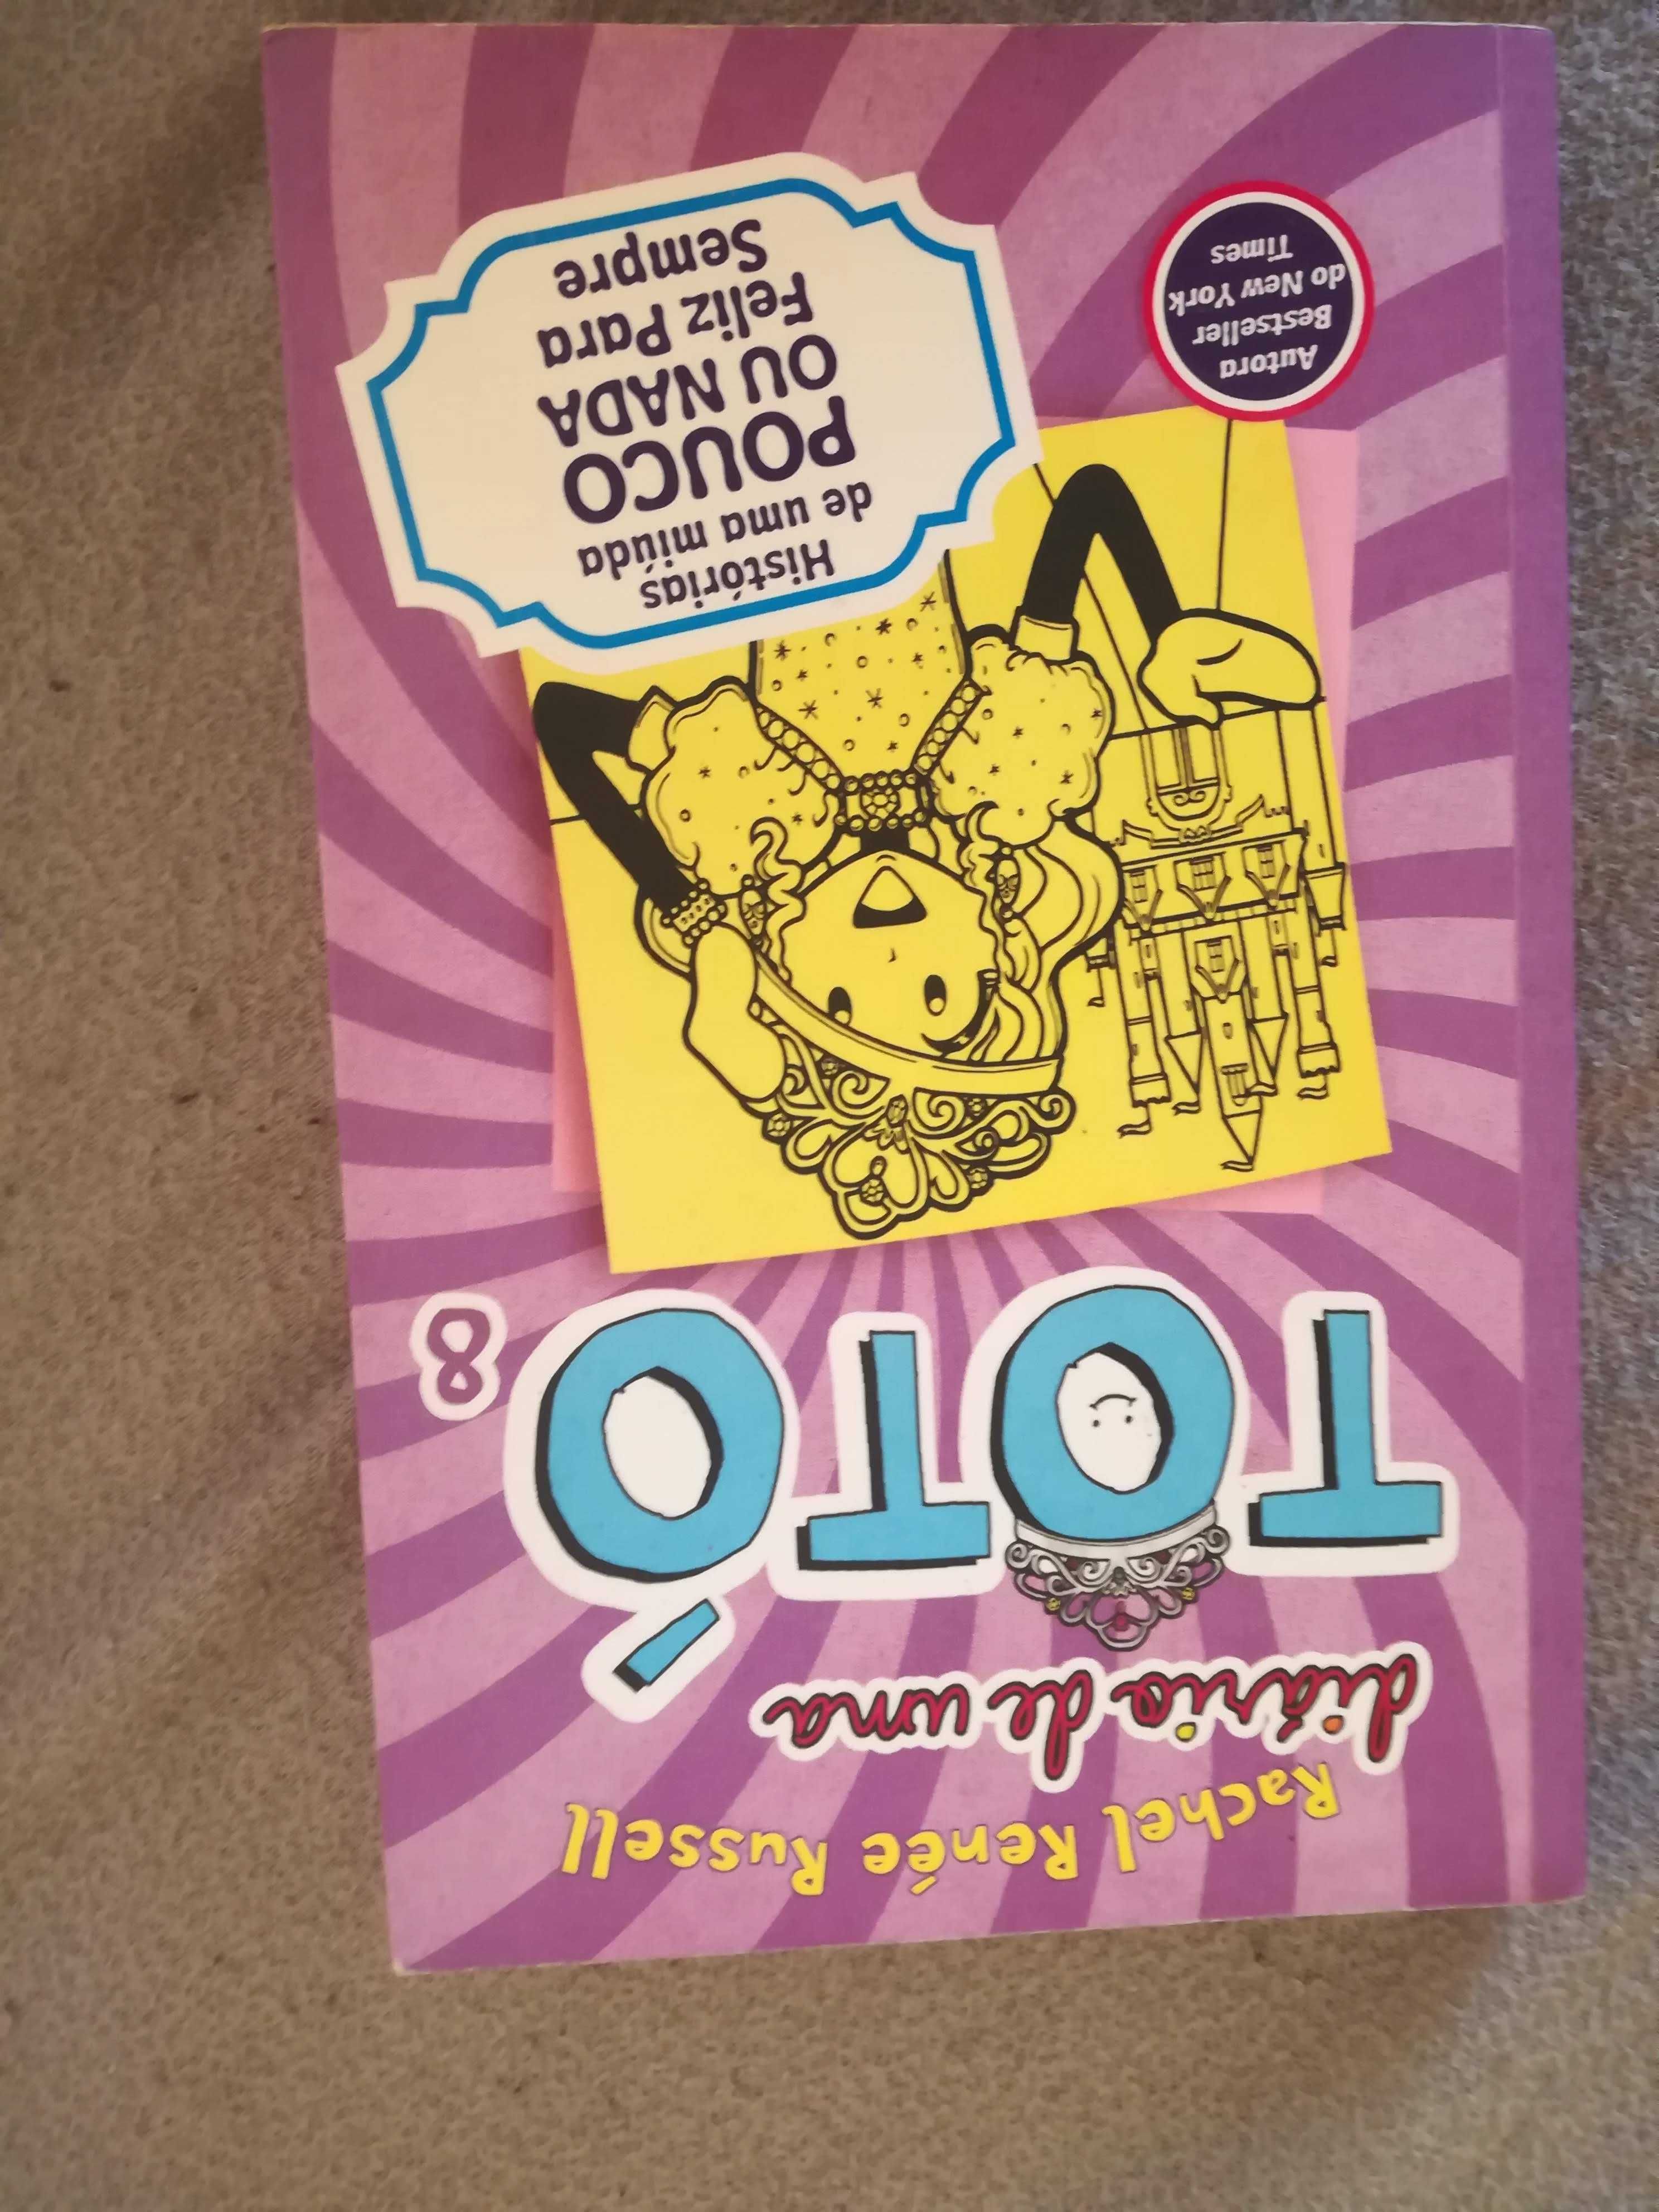 Rachel Renée Russell
diário de uma
TOTÓ
8
Autora
Bestseller
do New York
Times
Histórias
de uma miúda
POUCO
OU NADA
Feliz Para
Sempre